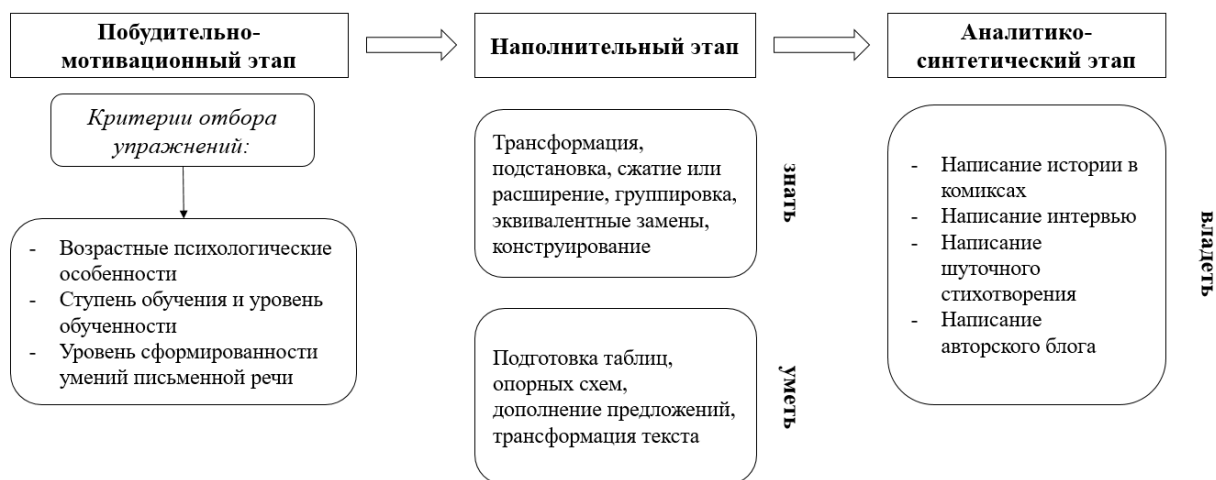 Побудительно-
мотивационный этап
Критерии отбора
упражнений:
- Возрастные психологические
особенности
- Ступень обучения и уровень
обученности
- Уровень сформированности
умений письменной речи
Наполнительный этап
Трансформация,
подстановка, сжатие или
расширение, группировка,
эквивалентные замены,
конструирование
знать
Подготовка таблиц,
опорных схем,
дополнение предложений,
трансформация текста
уметь
Аналитико-
синтетический этап
- Написание истории в
комиксах
- Написание интервью
- Написание
шуточного
стихотворения
- Написание
авторского блога
владеть